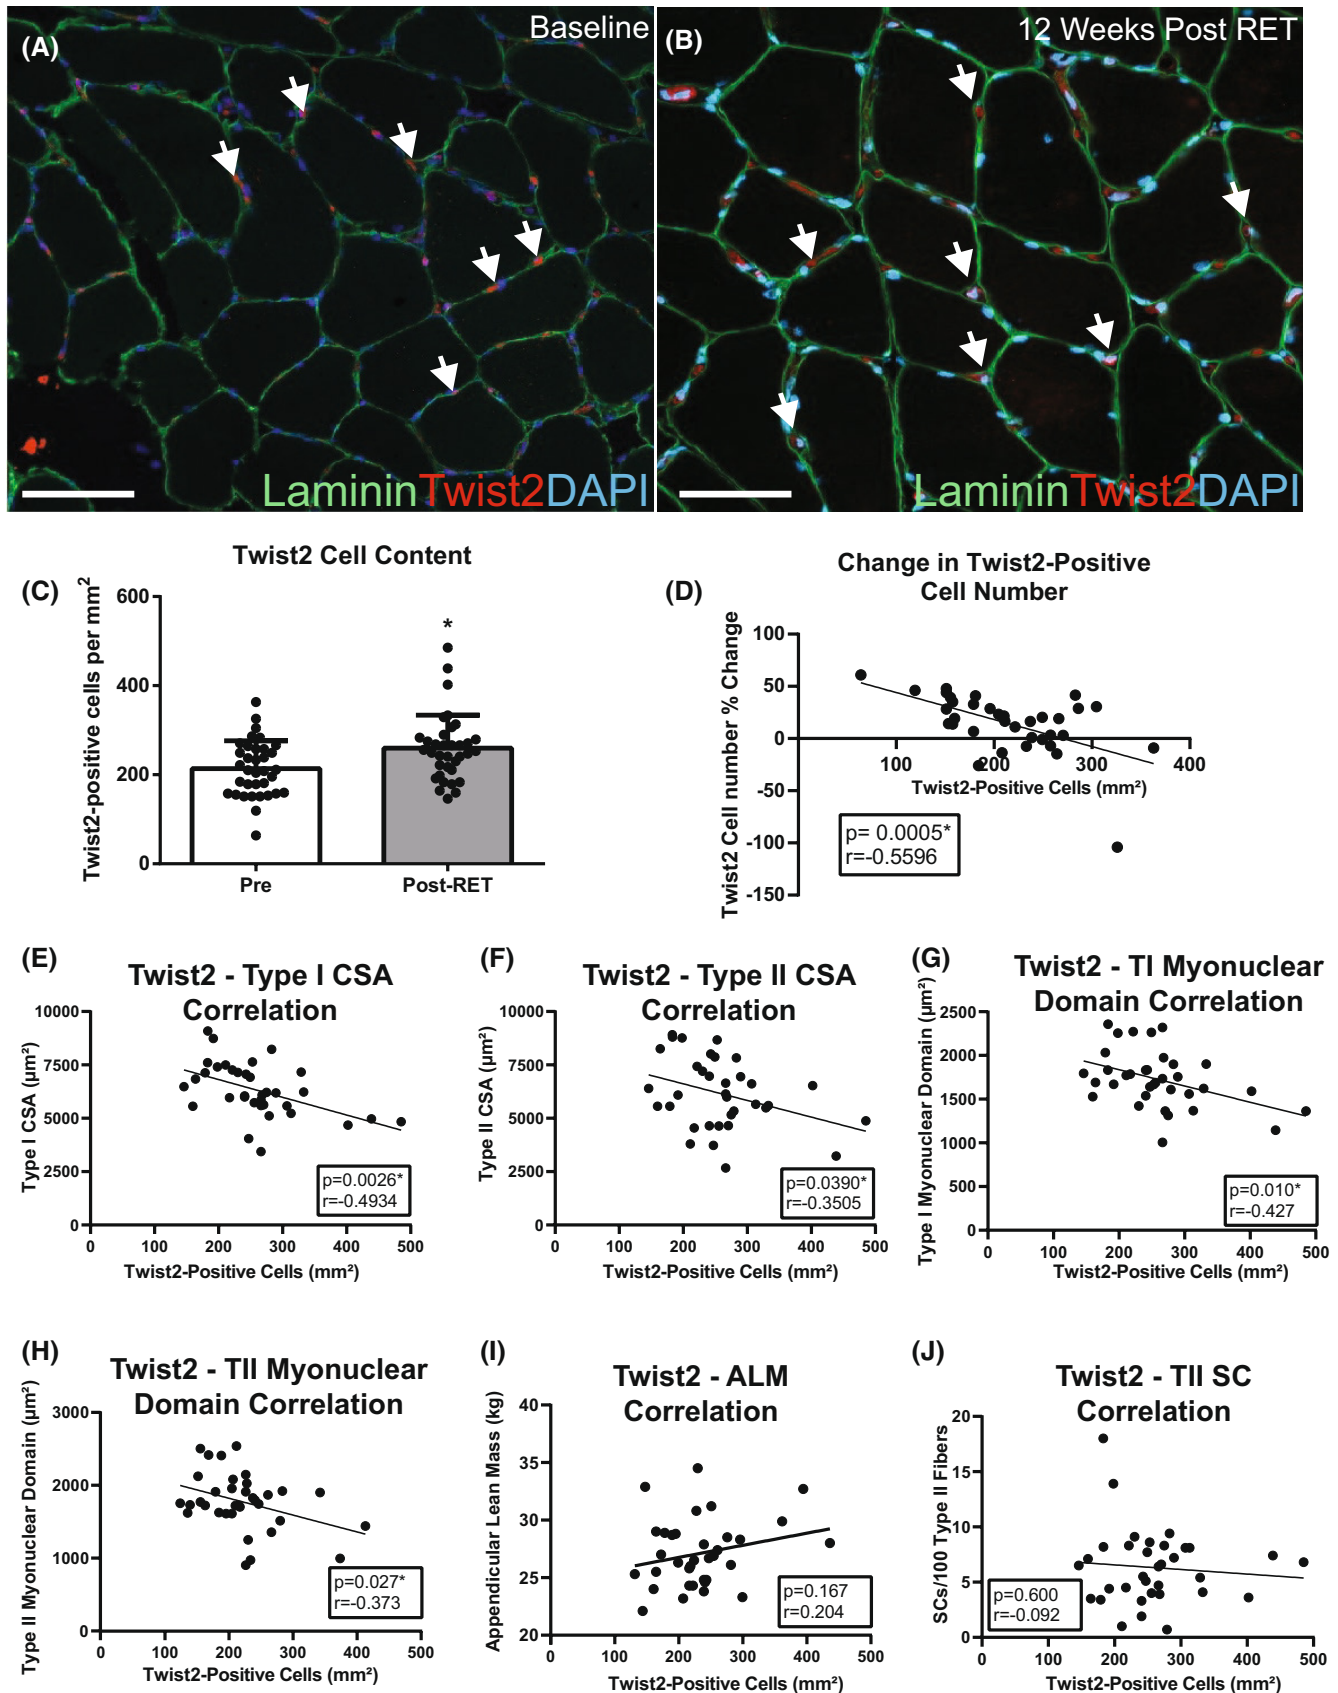 (A)
Baseline
LamininTwist2DAPI
(B)
12 Weeks Post RET
LamininTwist2DAPI
(C)
Twist2 Cell Content
Twist2-positive cells per mm²
600
400
200
0
*
Pre
Post-RET
(D)
Change in Twist2-Positive
Cell Number
Twist2 Cell number % Change
100
50
0
-50
-100
-150
100
200
300
400
Twist2-Positive Cells (mm²)
p= 0.0005*
r=-0.5596
(E)
Twist2 - Type I CSA
Correlation
Type I CSA (µm²)
10000
7500
5000
2500
0
p=0.0026*
r=-0.4934
0
100
200
300
400
500
Twist2-Positive Cells (mm²)
(F)
Twist2 - Type II CSA
Correlation
Type II CSA (µm²)
10000
7500
5000
2500
0
p=0.0390*
r=-0.3505
0
100
200
300
400
500
Twist2-Positive Cells (mm²)
(G)
Twist2 - TI Myonuclear
Domain Correlation
Type I Myonuclear Domain (µm²)
2500
2000
1500
1000
500
0
p=0.010*
r=-0.427
0
100
200
300
400
500
Twist2-Positive Cells (mm²)
(H)
Twist2 - TII Myonuclear
Domain Correlation
Type II Myonuclear Domain (µm²)
3000
2000
1000
0
p=0.027*
r=-0.373
0
100
200
300
400
500
Twist2-Positive Cells (mm²)
(I)
Twist2 - ALM
Correlation
Appendicular Lean Mass (kg)
40
35
30
25
20
p=0.167
r=0.204
0
100
200
300
400
500
Twist2-Positive Cells (mm²)
(J)
Twist2 - TII SC
Correlation
SCs/100 Type II Fibers
20
15
10
5
0
p=0.600
r=-0.092
0
100
200
300
400
500
Twist2-Positive Cells (mm²)